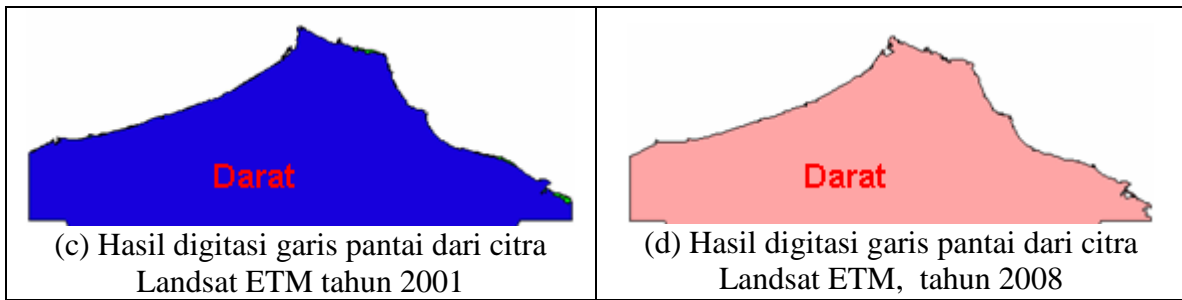 Darat
(c) Hasil digitasi garis pantai dari citra
Landsat ETM tahun 2001
Darat
(d) Hasil digitasi garis pantai dari citra
Landsat ETM, tahun 2008